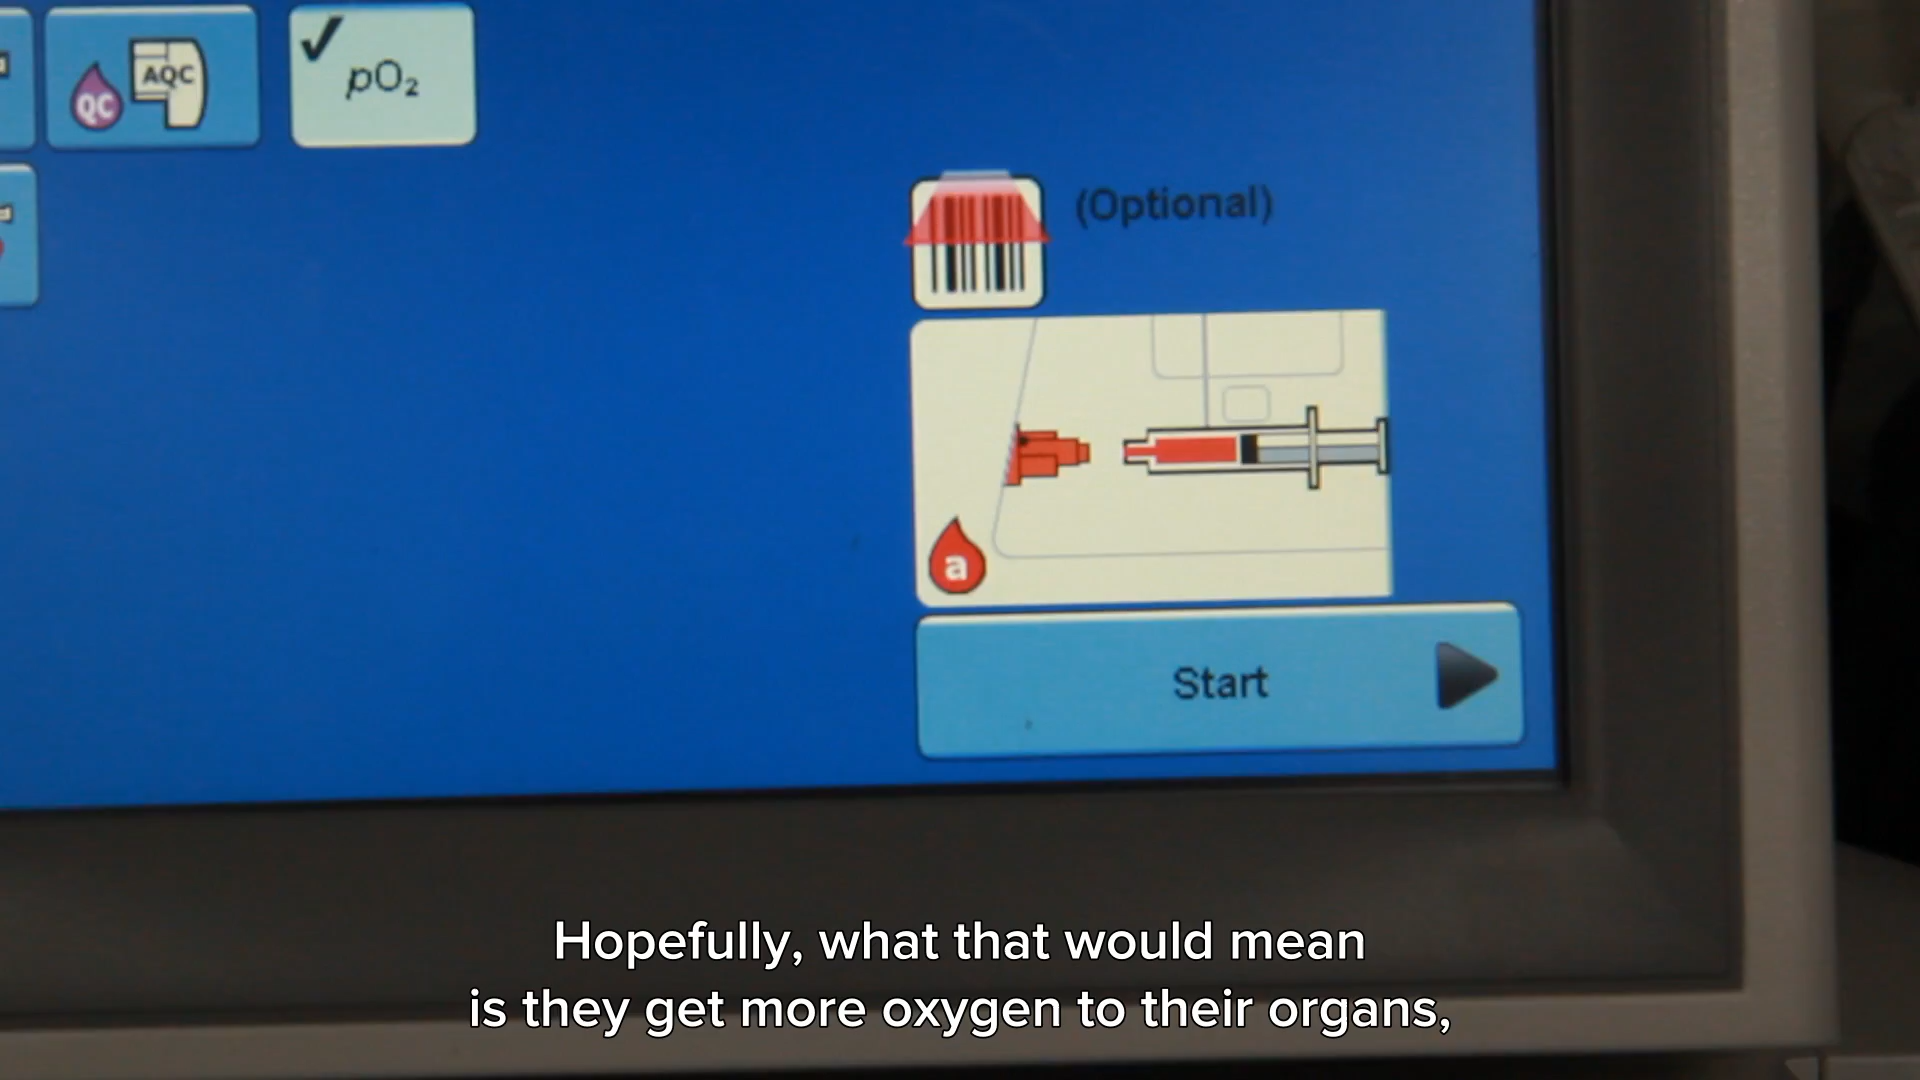 QC
AQC
pO₂
(Optional)
a
Start
Hopefully, what that would mean
is they get more oxygen to their organs,